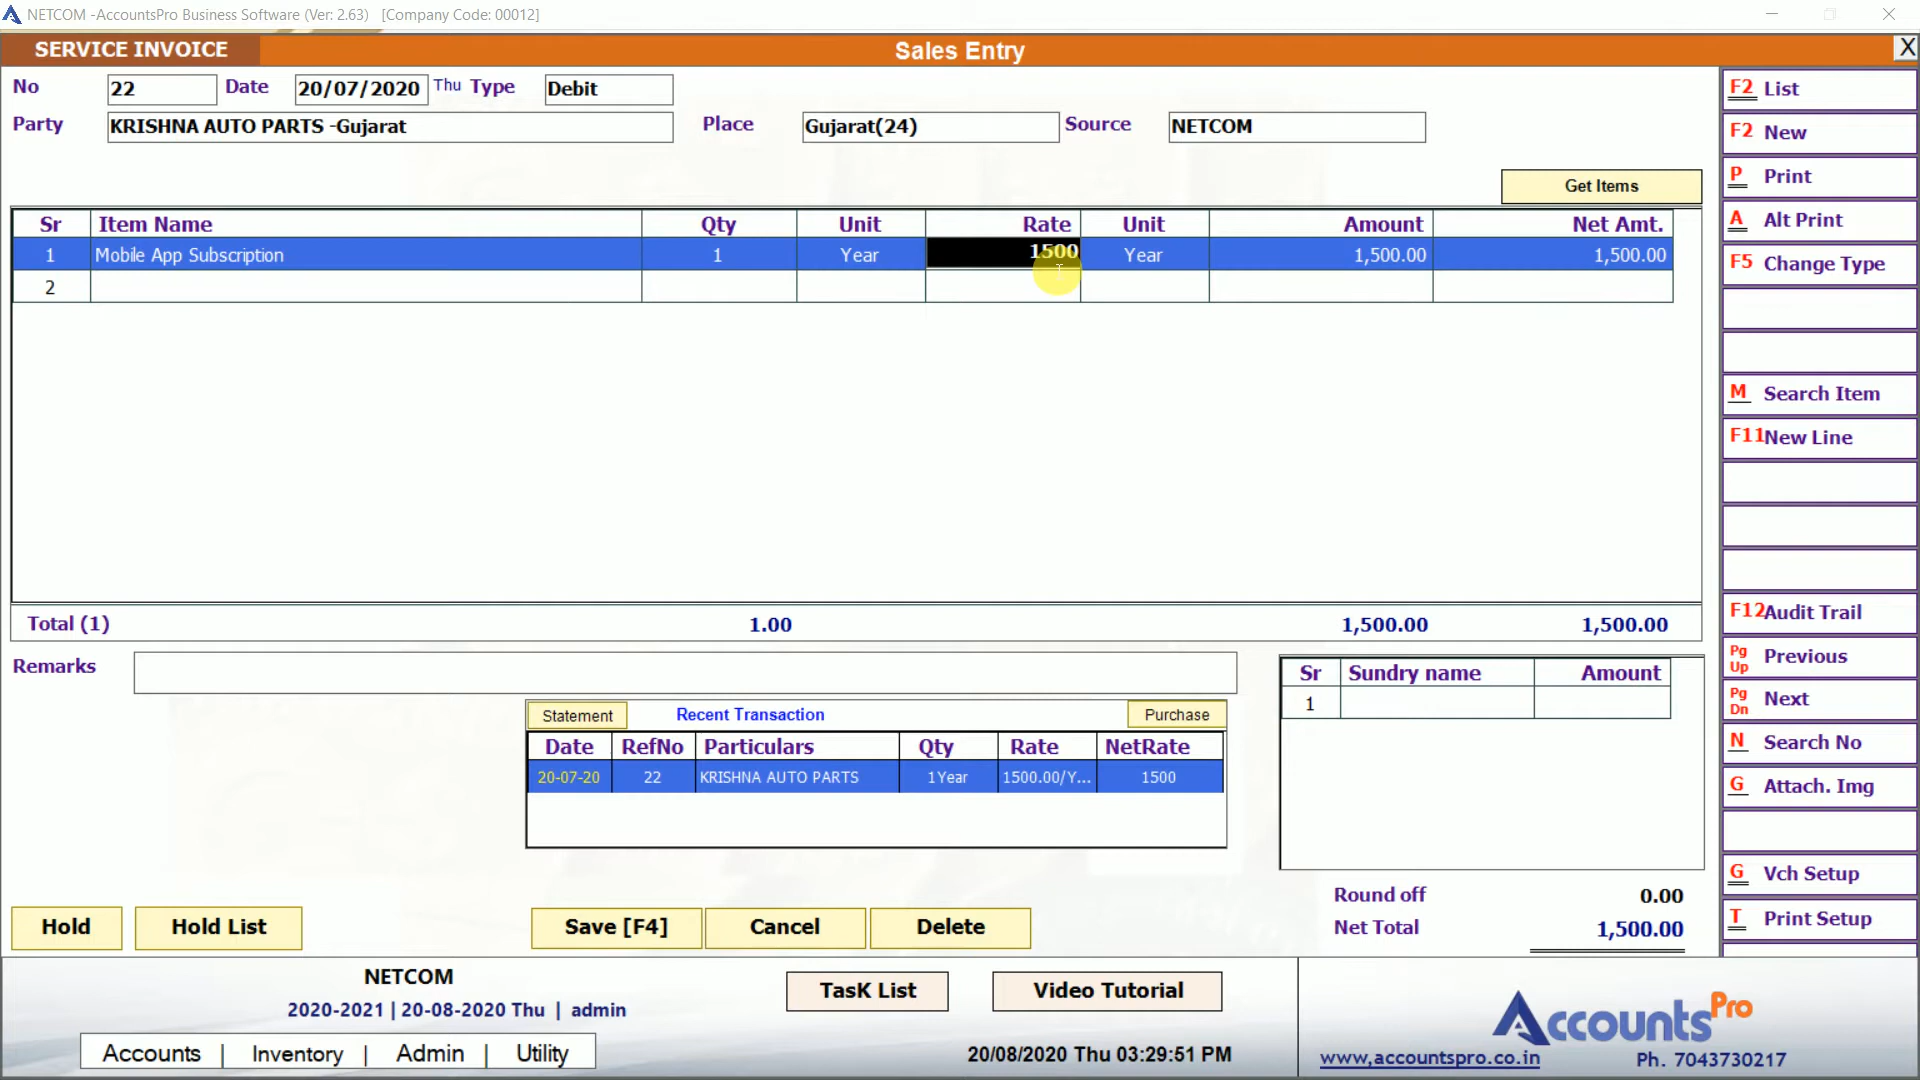 NETCOM -AccountsPro Business Software (Ver: 2.63) [Company Code: 00012]
SERVICE INVOICE Sales Entry X
No 22 Date 20/07/2020 Thu Type Debit
Party KRISHNA AUTO PARTS -Gujarat Place Gujarat(24) Source NETCOM
Get Items
Sr Item Name Qty Unit Rate Unit Amount Net Amt.
1 Mobile App Subscription 1 Year 1500 Year 1,500.00 1,500.00
2
Total (1) 1.00 1,500.00 1,500.00
Remarks
Statement Recent Transaction Purchase
Date RefNo Particulars Qty Rate NetRate
20-07-20 22 KRISHNA AUTO PARTS 1Year 1500.00/Y... 1500
Sr Sundry name Amount
1
Round off 0.00
Net Total 1,500.00
Hold Hold List Save [F4] Cancel Delete
F2 List
F2 New
P Print
A Alt Print
F5 Change Type
M Search Item
F11 New Line
F12 Audit Trail
Pg Up Previous
Pg Dn Next
N Search No
G Attach. Img
G Vch Setup
T Print Setup
NETCOM
2020-2021 | 20-08-2020 Thu | admin
TasK List Video Tutorial
Accounts | Inventory | Admin | Utility
20/08/2020 Thu 03:29:51 PM
AccountsPro
www,accountspro.co.in Ph. 7043730217